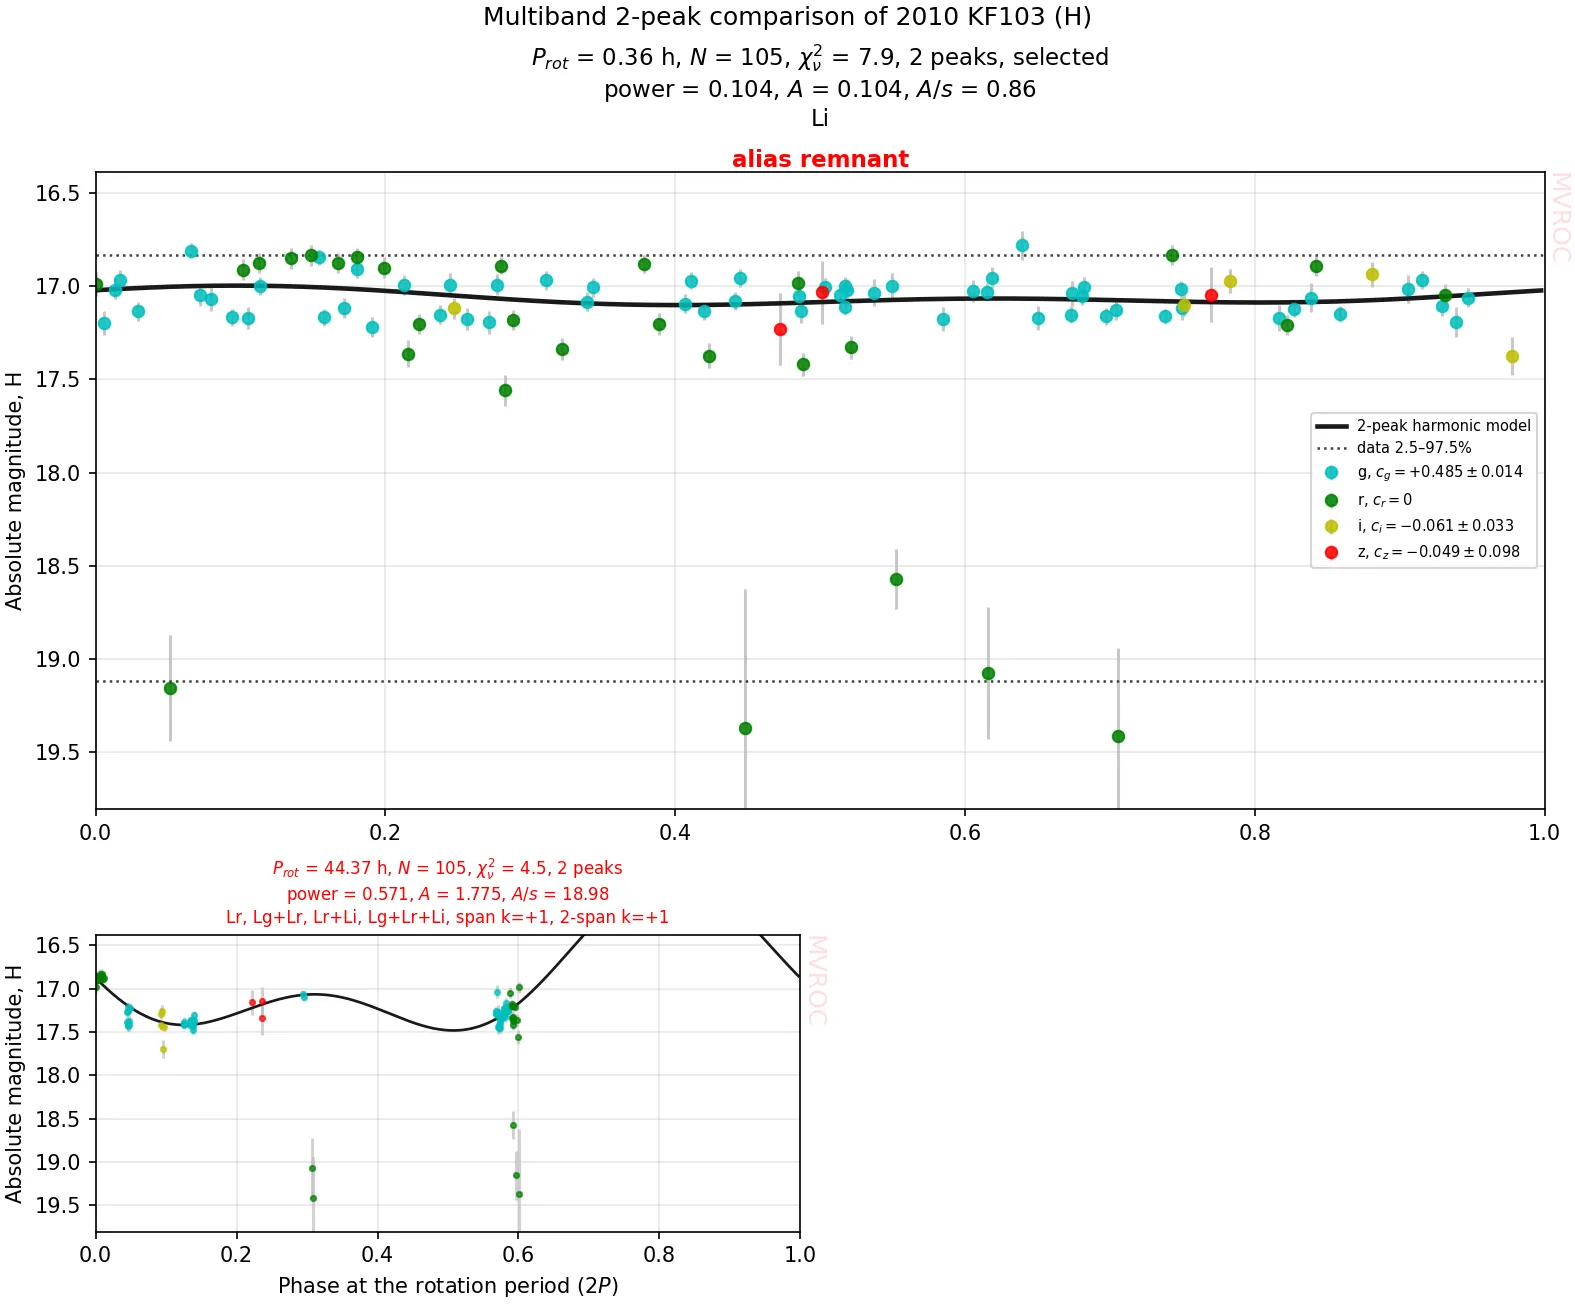 Multiband 2-peak comparison of 2010 KF103 (H)
P_rot = 0.36 h, N = 105, χ²_ν = 7.9, 2 peaks, selected
power = 0.104, A = 0.104, A/s = 0.86
Li
alias remnant
MVROC
16.5
17.0
17.5
18.0
18.5
19.0
19.5
Absolute magnitude, H
2-peak harmonic model
data 2.5–97.5%
g, c_g = +0.485 ± 0.014
r, c_r = 0
i, c_i = −0.061 ± 0.033
z, c_z = −0.049 ± 0.098
0.0 0.2 0.4 0.6 0.8 1.0
P_rot = 44.37 h, N = 105, χ²_ν = 4.5, 2 peaks
power = 0.571, A = 1.775, A/s = 18.98
Lr, Lg+Lr, Lr+Li, Lg+Lr+Li, span k=+1, 2-span k=+1
MVROC
16.5
17.0
17.5
18.0
18.5
19.0
19.5
Absolute magnitude, H
0.0 0.2 0.4 0.6 0.8 1.0
Phase at the rotation period (2P)